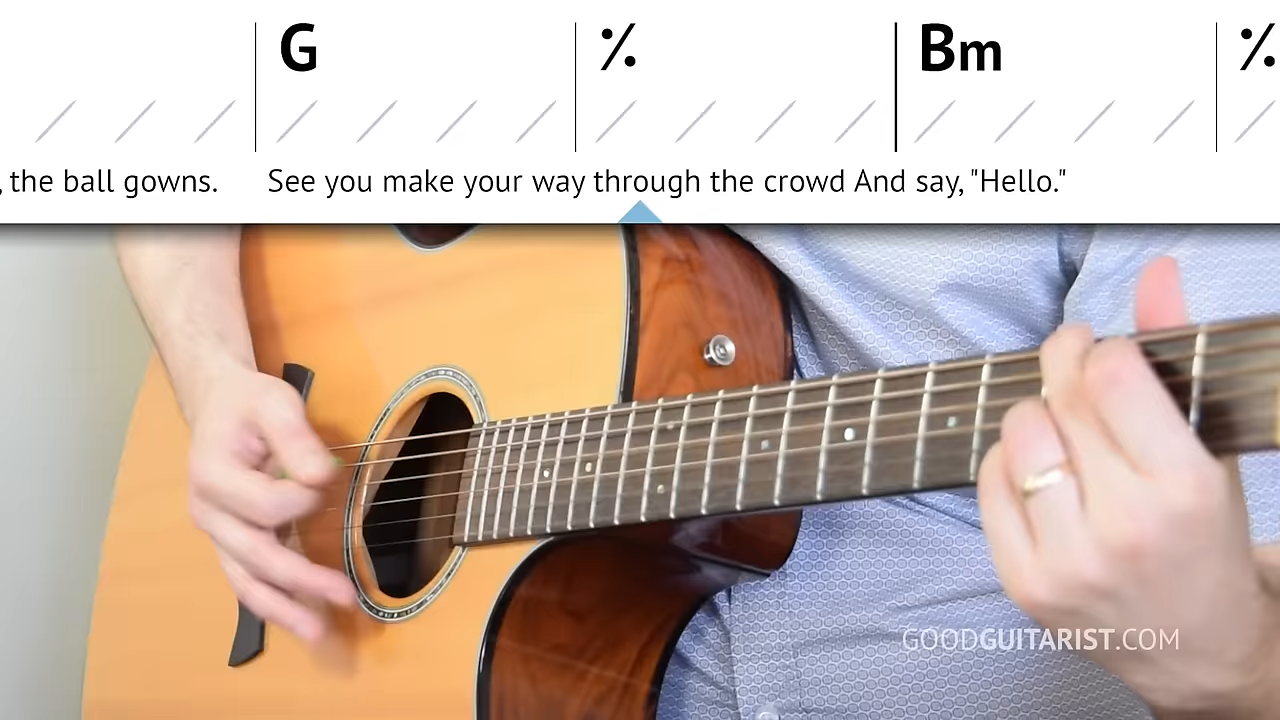 G % Bm %
, the ball gowns. See you make your way through the crowd And say, "Hello."
GOODGUITARIST.COM